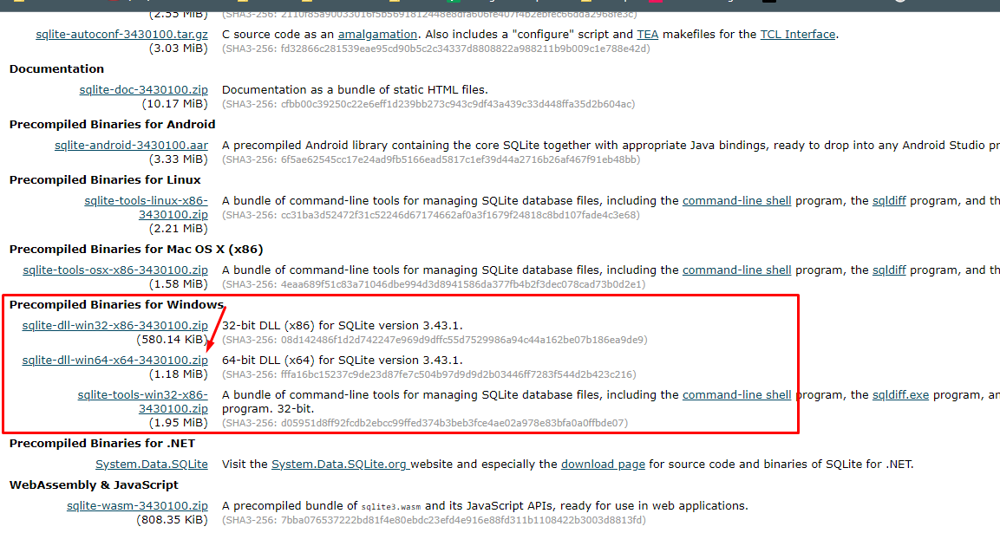 (2.55 MiB) (SHA3-256: 2110f85a90033016f5b5691812448e8dfa606fe407f4b2ebfec66dda2968fe3c)
sqlite-autoconf-3430100.tar.gz C source code as an amalgamation. Also includes a "configure" script and TEA makefiles for the TCL Interface.
(3.03 MiB) (SHA3-256: fd32866c281539eae95cd90b5c2c34337d8808822a988211b9b009c1e788e42d)
Documentation
sqlite-doc-3430100.zip Documentation as a bundle of static HTML files.
(10.17 MiB) (SHA3-256: cfbb00c39250c22e6eff1d239bb273c943c9df43a439c33d448ffa35d2b604ac)
Precompiled Binaries for Android
sqlite-android-3430100.aar A precompiled Android library containing the core SQLite together with appropriate Java bindings, ready to drop into any Android Studio pr
(3.33 MiB) (SHA3-256: 6f5ae62545cc17e24ad9fb5166ead5817c1ef39d44a2716b26af467f91eb48bb)
Precompiled Binaries for Linux
sqlite-tools-linux-x86- A bundle of command-line tools for managing SQLite database files, including the command-line shell program, the sqldiff program, and th
3430100.zip (SHA3-256: cc31ba3d52472f31c52246d67174662af0a3f1679f24818c8bd107fade4c3e68)
(2.21 MiB)
Precompiled Binaries for Mac OS X (x86)
sqlite-tools-osx-x86-3430100.zip A bundle of command-line tools for managing SQLite database files, including the command-line shell program, the sqldiff program, and th
(1.58 MiB) (SHA3-256: 4eaa689f51c83a71046dbe994d3d8941586da377fb4b2f3dec078cad73b0d2e1)
Precompiled Binaries for Windows
sqlite-dll-win32-x86-3430100.zip 32-bit DLL (x86) for SQLite version 3.43.1.
(580.14 KiB) (SHA3-256: 08d142486f1d2d742247e969d9dffc55d7529986a94c44a162be07b186ea9de9)
sqlite-dll-win64-x64-3430100.zip 64-bit DLL (x64) for SQLite version 3.43.1.
(1.18 MiB) (SHA3-256: fffa16bc15237c9de23d87fe7c504b97d9d9d2b03446ff7283f544d2b423c216)
sqlite-tools-win32-x86- A bundle of command-line tools for managing SQLite database files, including the command-line shell program, the sqldiff.exe program, an
3430100.zip program. 32-bit.
(1.95 MiB) (SHA3-256: d05951d8ff92fcdb2ebcc99ffed374b3beb3fce4ae02a978e83bfa0a0ffbde07)
Precompiled Binaries for .NET
System.Data.SQLite Visit the System.Data.SQLite.org website and especially the download page for source code and binaries of SQLite for .NET.
WebAssembly & JavaScript
sqlite-wasm-3430100.zip A precompiled bundle of sqlite3.wasm and its JavaScript APIs, ready for use in web applications.
(808.35 KiB) (SHA3-256: 7bba076537222bd81f4e80ebdc23efd4e916e88fd311b1108422b3003d8813fd)